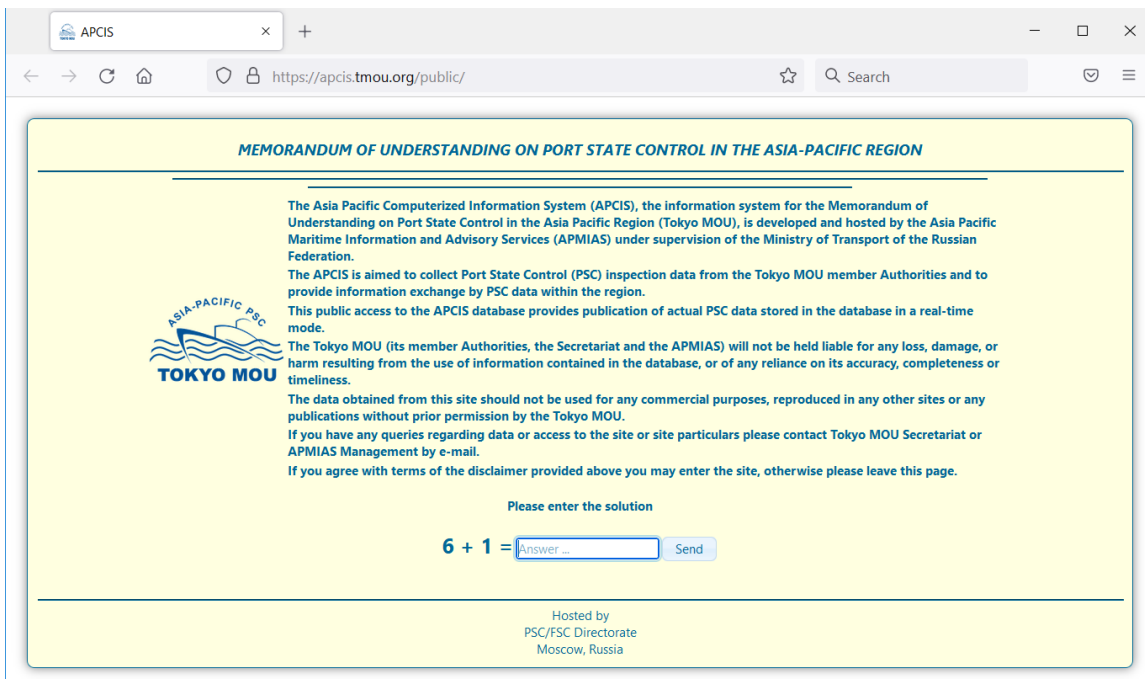 APCIS
https://apcis.tmou.org/public/
Search
MEMORANDUM OF UNDERSTANDING ON PORT STATE CONTROL IN THE ASIA-PACIFIC REGION
The Asia Pacific Computerized Information System (APCIS), the information system for the Memorandum of
Understanding on Port State Control in the Asia Pacific Region (Tokyo MOU), is developed and hosted by the Asia Pacific
Maritime Information and Advisory Services (APMIAS) under supervision of the Ministry of Transport of the Russian
Federation.
The APCIS is aimed to collect Port State Control (PSC) inspection data from the Tokyo MOU member Authorities and to
provide information exchange by PSC data within the region.
This public access to the APCIS database provides publication of actual PSC data stored in the database in a real-time
mode.
The Tokyo MOU (its member Authorities, the Secretariat and the APMIAS) will not be held liable for any loss, damage, or
harm resulting from the use of information contained in the database, or of any reliance on its accuracy, completeness or
timeliness.
The data obtained from this site should not be used for any commercial purposes, reproduced in any other sites or any
publications without prior permission by the Tokyo MOU.
If you have any queries regarding data or access to the site or site particulars please contact Tokyo MOU Secretariat or
APMIAS Management by e-mail.
If you agree with terms of the disclaimer provided above you may enter the site, otherwise please leave this page.
ASIA-PACIFIC PSC
TOKYO MOU
Please enter the solution
6 + 1 = Answer ... Send
Hosted by
PSC/FSC Directorate
Moscow, Russia